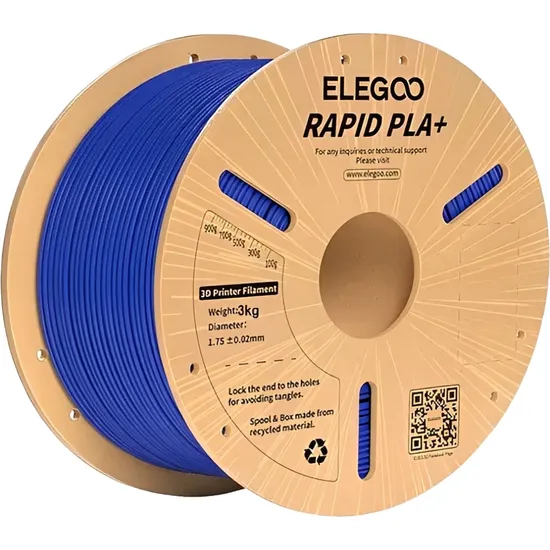 ELEGOO
RAPID PLA+
For any inquiries or technical support
Please visit
www.elegoo.com
900g
700g
500g
300g
100g
3D Printer Filament
Weight:3kg
Diameter:
1.75 ±0.02mm
Lock the end to the holes
for avoiding tangles.
Spool & Box made from
recycled material.